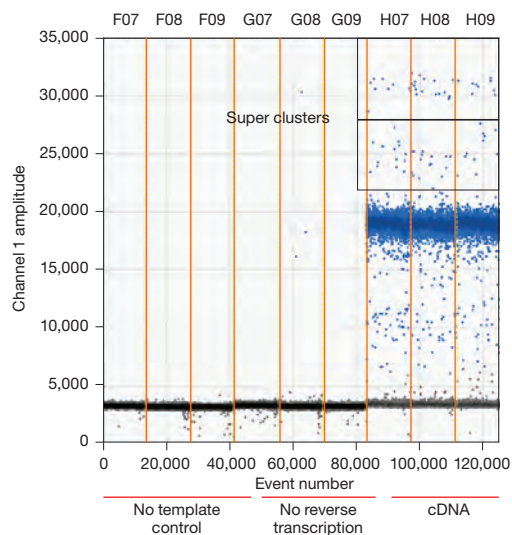 F07 F08 F09 G07 G08 G09 H07 H08 H09
35,000
30,000
Super clusters
25,000
20,000
15,000
10,000
5,000
0
Channel 1 amplitude
0 20,000 40,000 60,000 80,000 100,000 120,000
Event number
No template
control
No reverse
transcription
cDNA